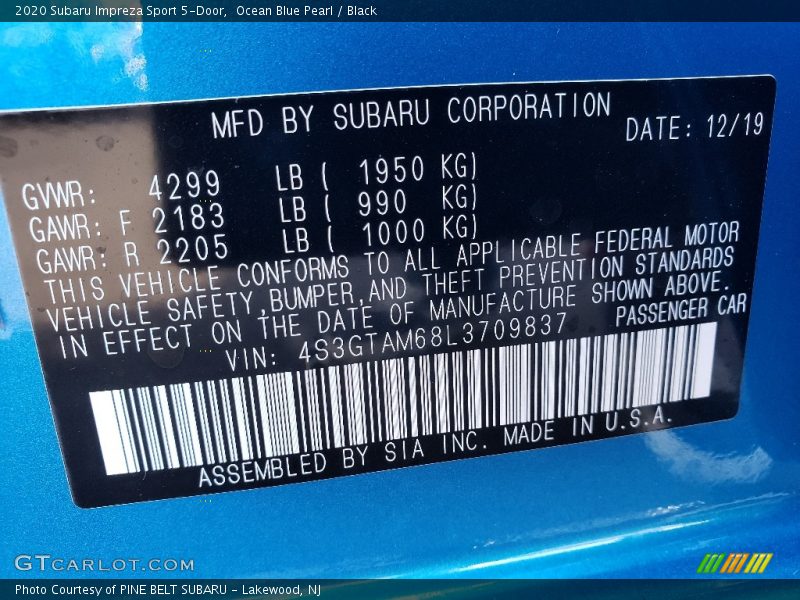 2020 Subaru Impreza Sport 5-Door,  Ocean Blue Pearl / Black
MFD BY SUBARU CORPORATION
DATE: 12/19
GVWR: 4299 LB ( 1950 KG)
GAWR: F 2183 LB ( 990 KG)
GAWR: R 2205 LB ( 1000 KG)
THIS VEHICLE CONFORMS TO ALL APPLICABLE FEDERAL MOTOR
VEHICLE SAFETY,BUMPER,AND THEFT PREVENTION STANDARDS
IN EFFECT ON THE DATE OF MANUFACTURE SHOWN ABOVE.
VIN: 4S3GTAM68L3709837 PASSENGER CAR
ASSEMBLED BY SIA INC. MADE IN U.S.A.
GTCARLOT.COM
Photo Courtesy of PINE BELT SUBARU - Lakewood, NJ